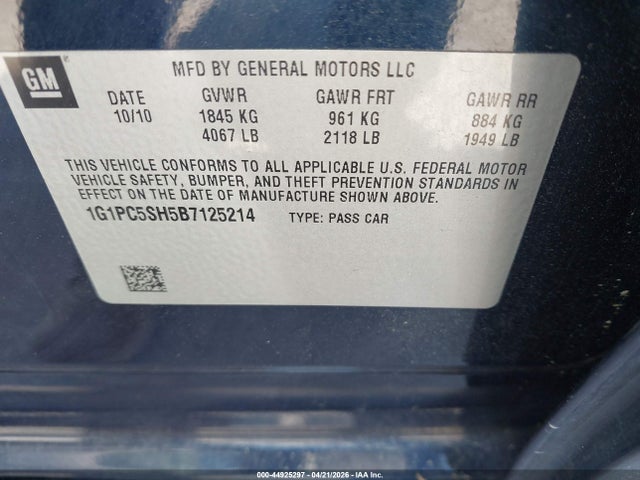 GM
MFD BY GENERAL MOTORS LLC
DATE GVWR GAWR FRT GAWR RR
10/10 1845 KG 961 KG 884 KG
4067 LB 2118 LB 1949 LB
THIS VEHICLE CONFORMS TO ALL APPLICABLE U.S. FEDERAL MOTOR
VEHICLE SAFETY, BUMPER, AND THEFT PREVENTION STANDARDS IN
EFFECT ON THE DATE OF MANUFACTURE SHOWN ABOVE.
1G1PC5SH5B7125214 TYPE: PASS CAR
000-44925297 - 04/21/2026 - IAA Inc.